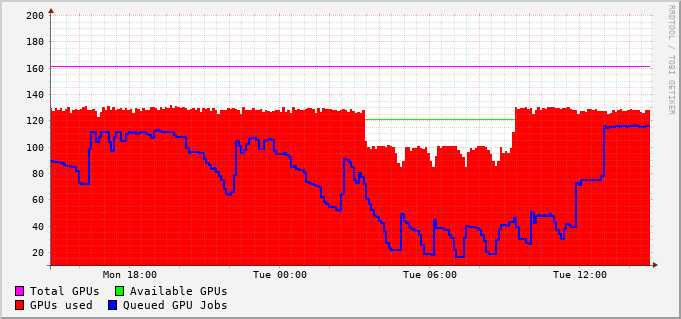 200
180
160
140
120
100
80
60
40
20
Mon 18:00 Tue 00:00 Tue 06:00 Tue 12:00
Total GPUs Available GPUs
GPUs used Queued GPU Jobs
RRDTOOL / TOBI OETIKER